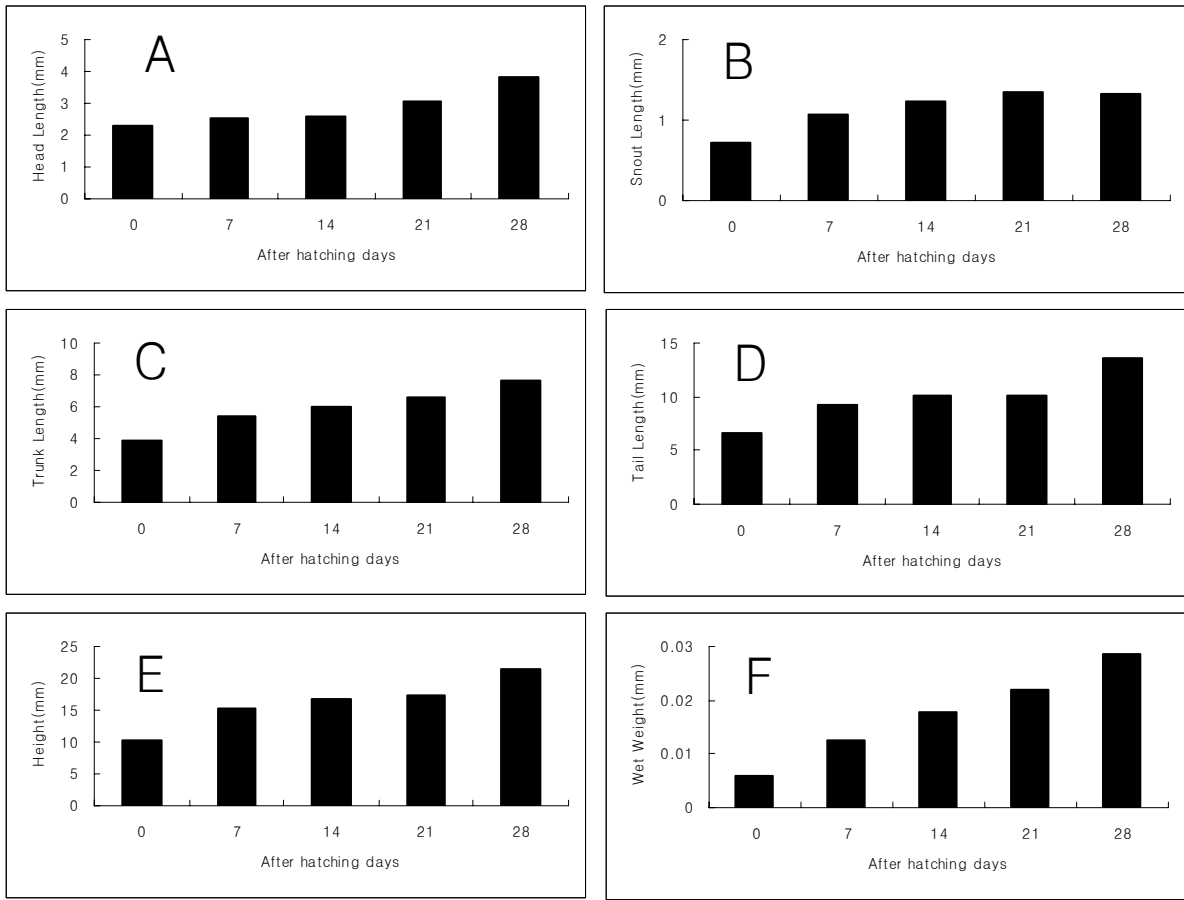 A
Head Length(mm)
5
4
3
2
1
0
0 7 14 21 28
After hatching days
B
Snout Length(mm)
2
1
0
0 7 14 21 28
After hatching days
C
Trunk Length(mm)
10
8
6
4
2
0
0 7 14 21 28
After hatching days
D
Tail Length(mm)
15
10
5
0
0 7 14 21 28
After hatching days
E
Height(mm)
25
20
15
10
5
0
0 7 14 21 28
After hatching days
F
Wet Weight(mm)
0.03
0.02
0.01
0
0 7 14 21 28
After hatching days